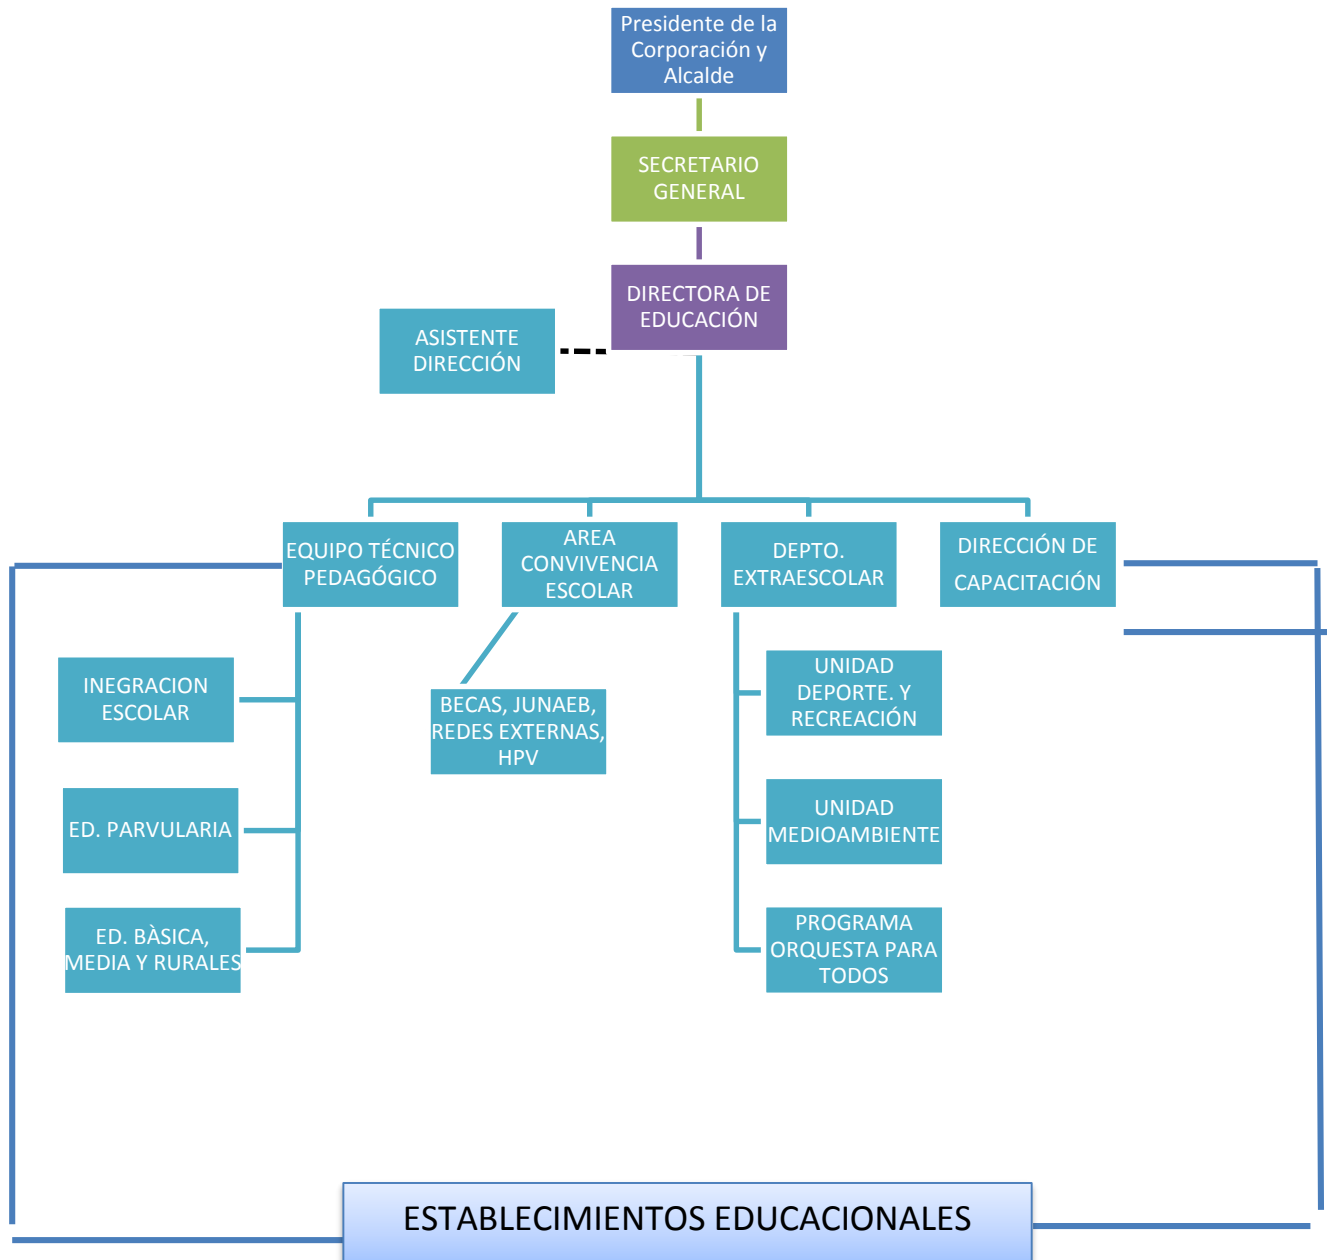 Presidente de la
Corporación y
Alcalde
SECRETARIO
GENERAL
DIRECTORA DE
EDUCACIÓN
ASISTENTE
DIRECCIÓN
EQUIPO TÉCNICO
PEDAGÓGICO
AREA
CONVIVENCIA
ESCOLAR
DEPTO.
EXTRAESCOLAR
DIRECCIÓN DE
CAPACITACIÓN
INEGRACION
ESCOLAR
BECAS, JUNAEB,
REDES EXTERNAS,
HPV
UNIDAD
DEPORTE. Y
RECREACIÓN
ED. PARVULARIA
UNIDAD
MEDIOAMBIENTE
ED. BÀSICA,
MEDIA Y RURALES
PROGRAMA
ORQUESTA PARA
TODOS
ESTABLECIMIENTOS EDUCACIONALES